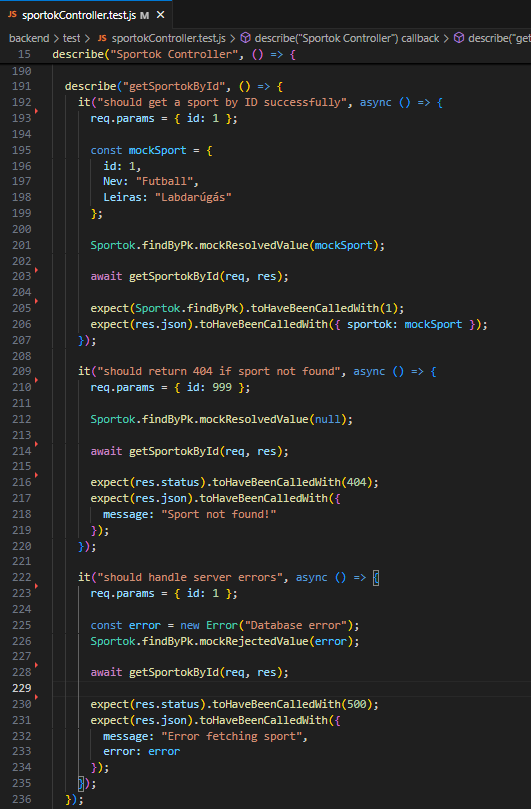 JS sportokController.test.js M ×
backend > test > JS sportokController.test.js > describe("Sportok Controller") callback > describe("get
15 describe("Sportok Controller", () => {
190
191 describe("getSportokById", () => {
192 it("should get a sport by ID successfully", async () => {
193 req.params = { id: 1 };
194
195 const mockSport = {
196 id: 1,
197 Nev: "Futball",
198 Leiras: "Labdarúgás"
199 };
200
201 Sportok.findByPk.mockResolvedValue(mockSport);
202
203 await getSportokById(req, res);
204
205 expect(Sportok.findByPk).toHaveBeenCalledWith(1);
206 expect(res.json).toHaveBeenCalledWith({ sportok: mockSport });
207 });
208
209 it("should return 404 if sport not found", async () => {
210 req.params = { id: 999 };
211
212 Sportok.findByPk.mockResolvedValue(null);
213
214 await getSportokById(req, res);
215
216 expect(res.status).toHaveBeenCalledWith(404);
217 expect(res.json).toHaveBeenCalledWith({
218 message: "Sport not found!"
219 });
220 });
221
222 it("should handle server errors", async () => {
223 req.params = { id: 1 };
224
225 const error = new Error("Database error");
226 Sportok.findByPk.mockRejectedValue(error);
227
228 await getSportokById(req, res);
229
230 expect(res.status).toHaveBeenCalledWith(500);
231 expect(res.json).toHaveBeenCalledWith({
232 message: "Error fetching sport",
233 error: error
234 });
235 });
236 });